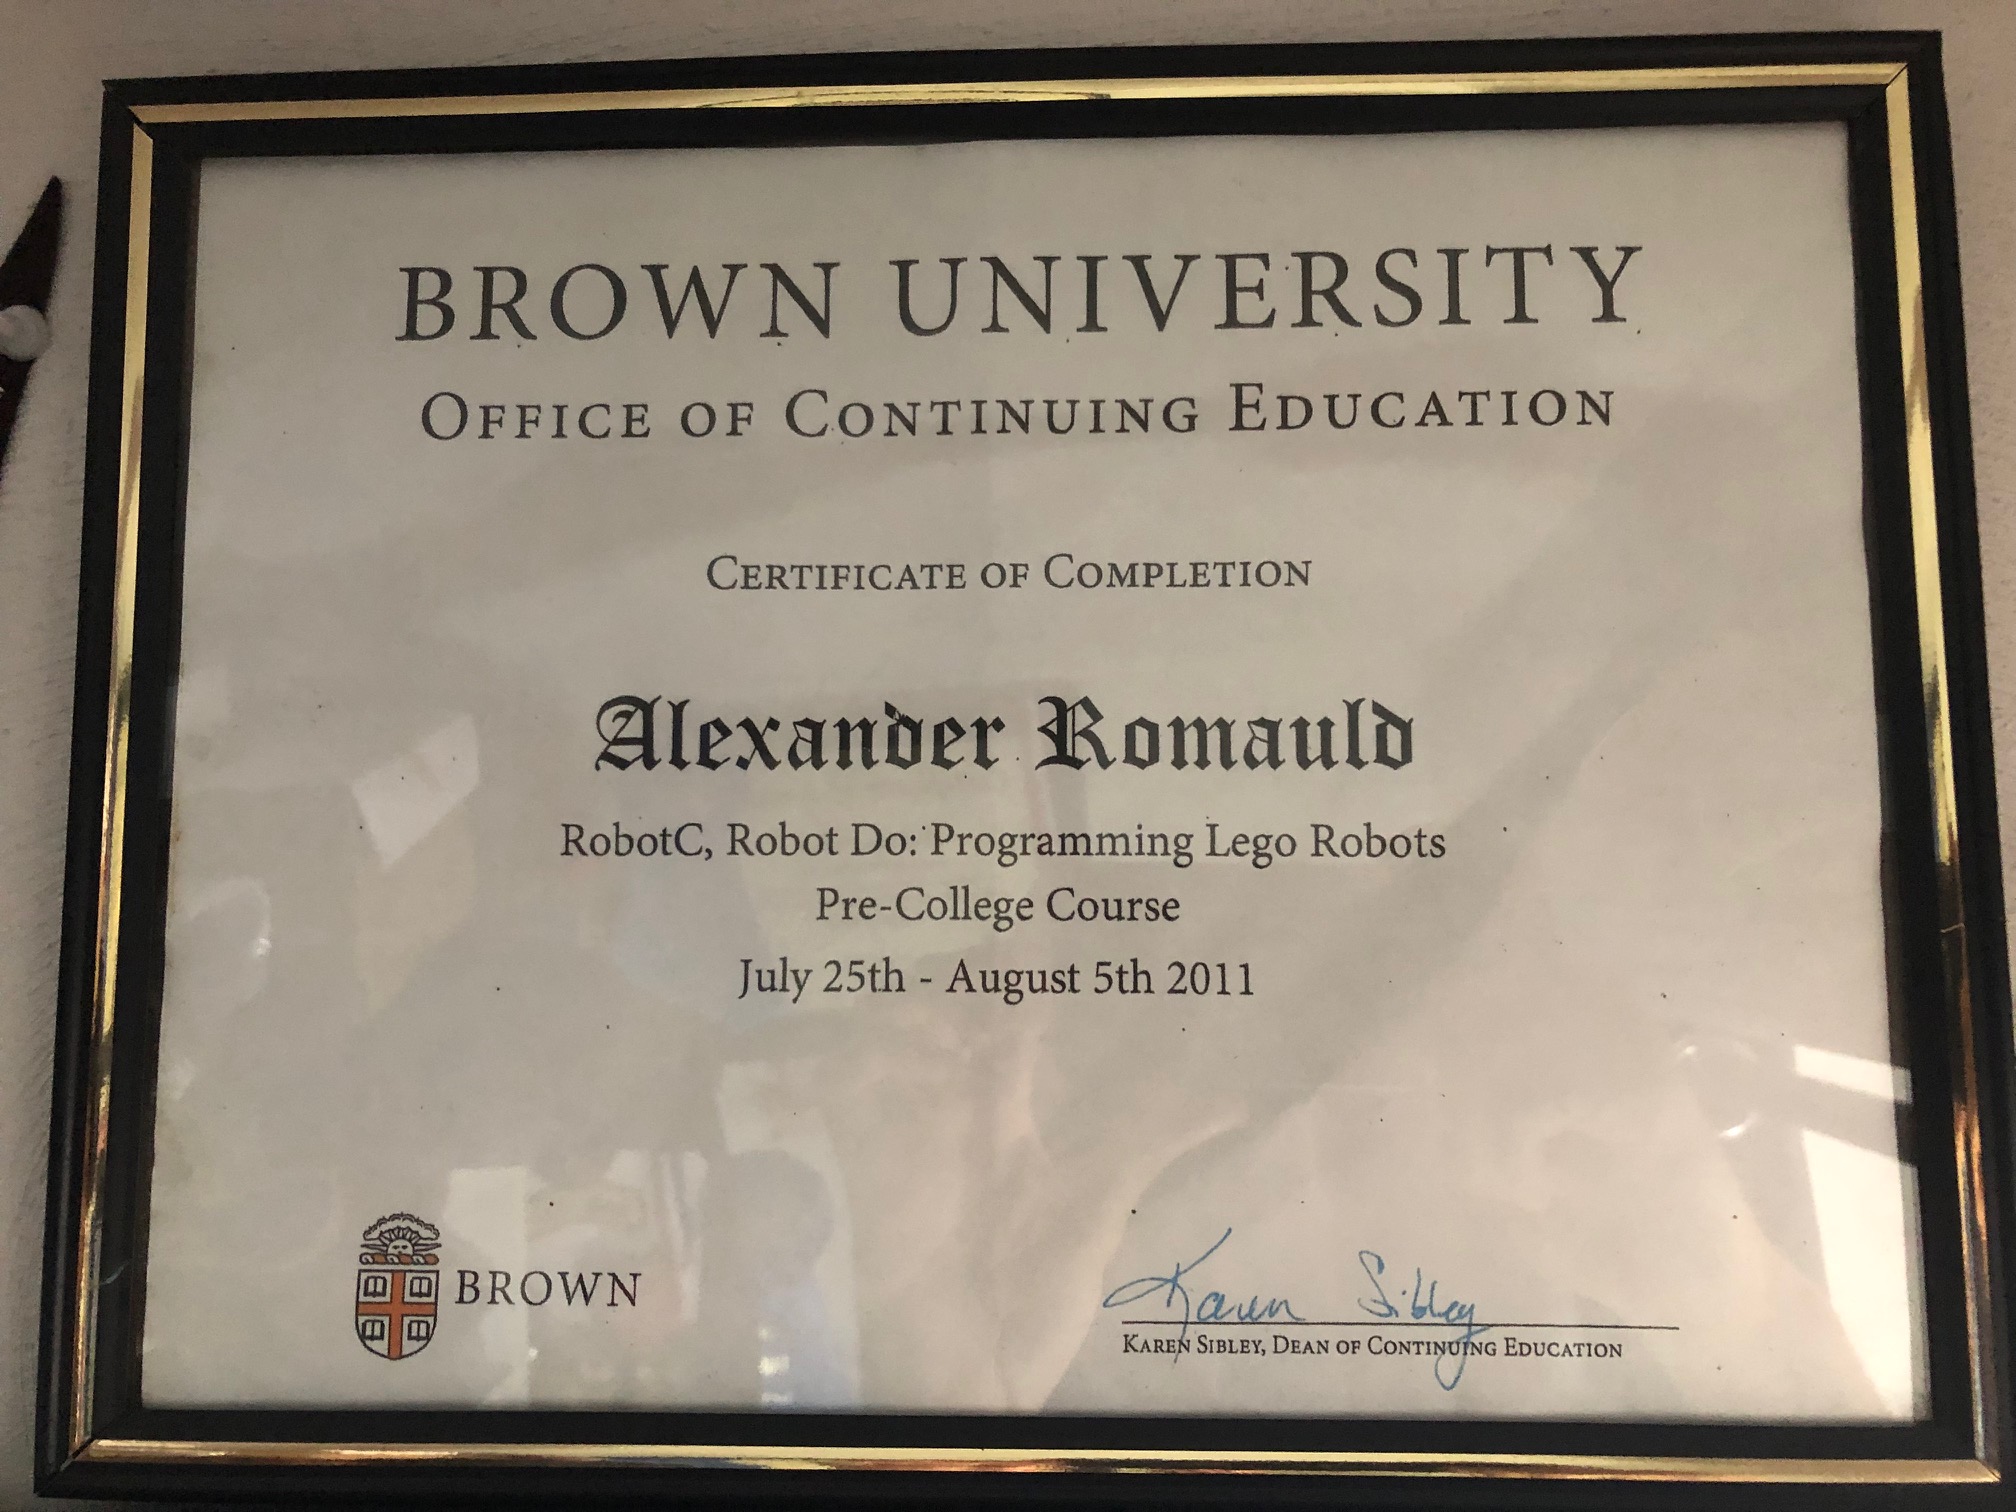 BROWN UNIVERSITY
OFFICE OF CONTINUING EDUCATION
CERTIFICATE OF COMPLETION
Alexander Romauld
RobotC, Robot Do: Programming Lego Robots
Pre-College Course
July 25th - August 5th 2011
BROWN
Karen Sibley
KAREN SIBLEY, DEAN OF CONTINUING EDUCATION